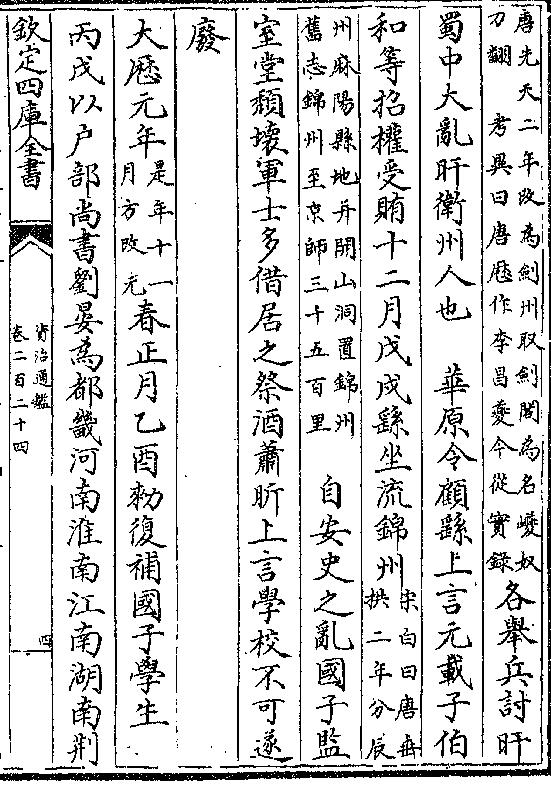 唐先天二年改為劍州取劍閣為名嵕奴
刀翻　考異曰唐厯作李昌夔今從實錄各舉兵討旰
蜀中大亂旰衛州人也　華原令顧繇上言元載子伯
和等招權受賄十二月戊戌繇坐流錦州宋白曰唐垂
拱二年分辰
州麻陽縣地并開山洞置錦州
舊志錦州至京師三十五百里　自安史之亂國子監
室堂頽壞軍士多借居之祭酒蕭昕上言學校不可遂
廢
大厯元年是年十一
月方改元春正月乙酉勑復補國子學生
丙戌以戶部尚書劉晏為都畿河南淮南江南湖南荆
欽定四庫全書
資治通鑑
卷二百二十四
四